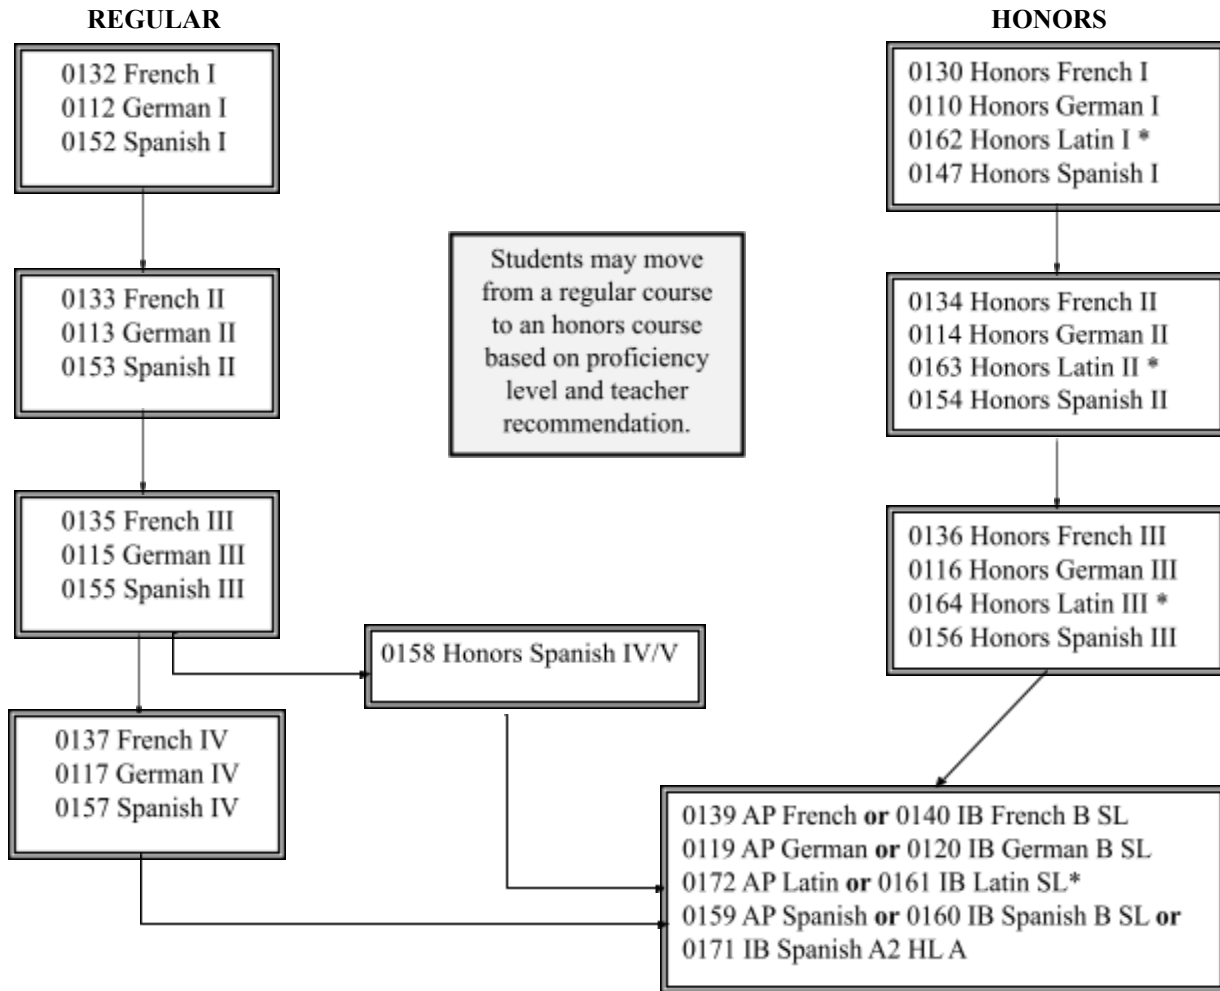 REGULAR
0132 French I
0112 German I
0152 Spanish I
0133 French II
0113 German II
0153 Spanish II
0135 French III
0115 German III
0155 Spanish III
0137 French IV
0117 German IV
0157 Spanish IV
Students may move
from a regular course
to an honors course
based on proficiency
level and teacher
recommendation.
0158 Honors Spanish IV/V
HONORS
0130 Honors French I
0110 Honors German I
0162 Honors Latin I *
0147 Honors Spanish I
0134 Honors French II
0114 Honors German II
0163 Honors Latin II *
0154 Honors Spanish II
0136 Honors French III
0116 Honors German III
0164 Honors Latin III *
0156 Honors Spanish III
0139 AP French or 0140 IB French B SL
0119 AP German or 0120 IB German B SL
0172 AP Latin or 0161 IB Latin SL*
0159 AP Spanish or 0160 IB Spanish B SL or
0171 IB Spanish A2 HL A